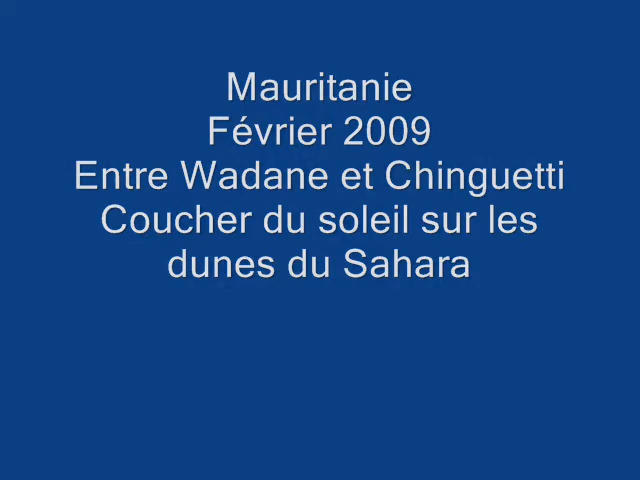 Mauritanie
Février 2009
Entre Wadane et Chinguetti
Coucher du soleil sur les
dunes du Sahara